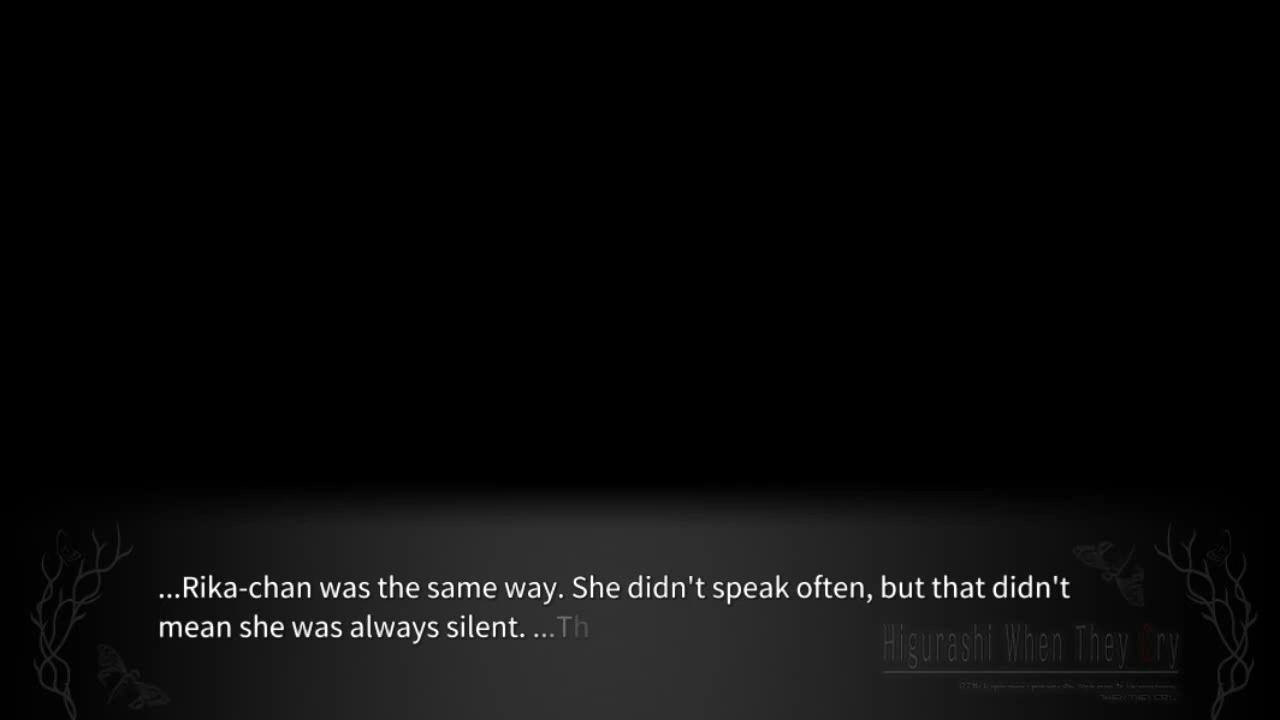 ...Rika-chan was the same way. She didn't speak often, but that didn't
mean she was always silent. ...Th
Higurashi When They Cry